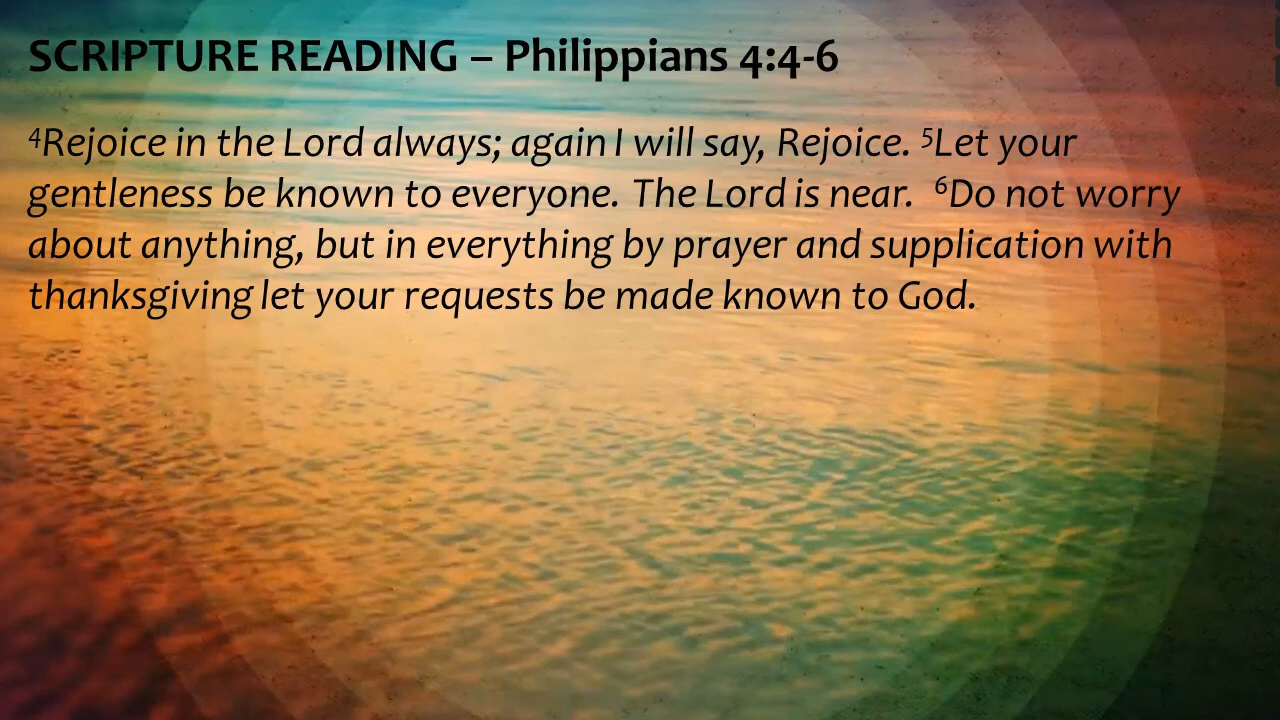 SCRIPTURE READING – Philippians 4:4-6
⁴Rejoice in the Lord always; again I will say, Rejoice. ⁵Let your
gentleness be known to everyone. The Lord is near. ⁶Do not worry
about anything, but in everything by prayer and supplication with
thanksgiving let your requests be made known to God.